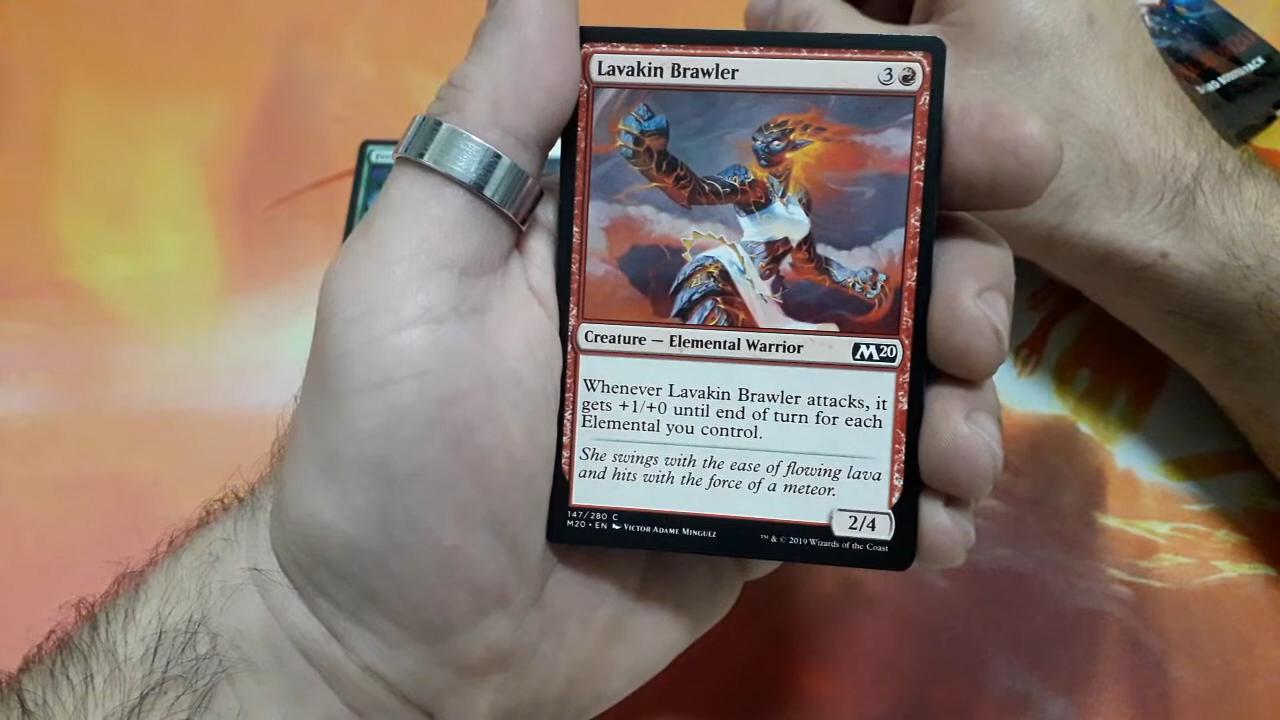 Lavakin Brawler 3
Creature — Elemental Warrior M20
Whenever Lavakin Brawler attacks, it
gets +1/+0 until end of turn for each
Elemental you control.
She swings with the ease of flowing lava
and hits with the force of a meteor.
2/4
147/280 C
M20 • EN VICTOR ADAME MINGUEZ
™ & © 2019 Wizards of the Coast